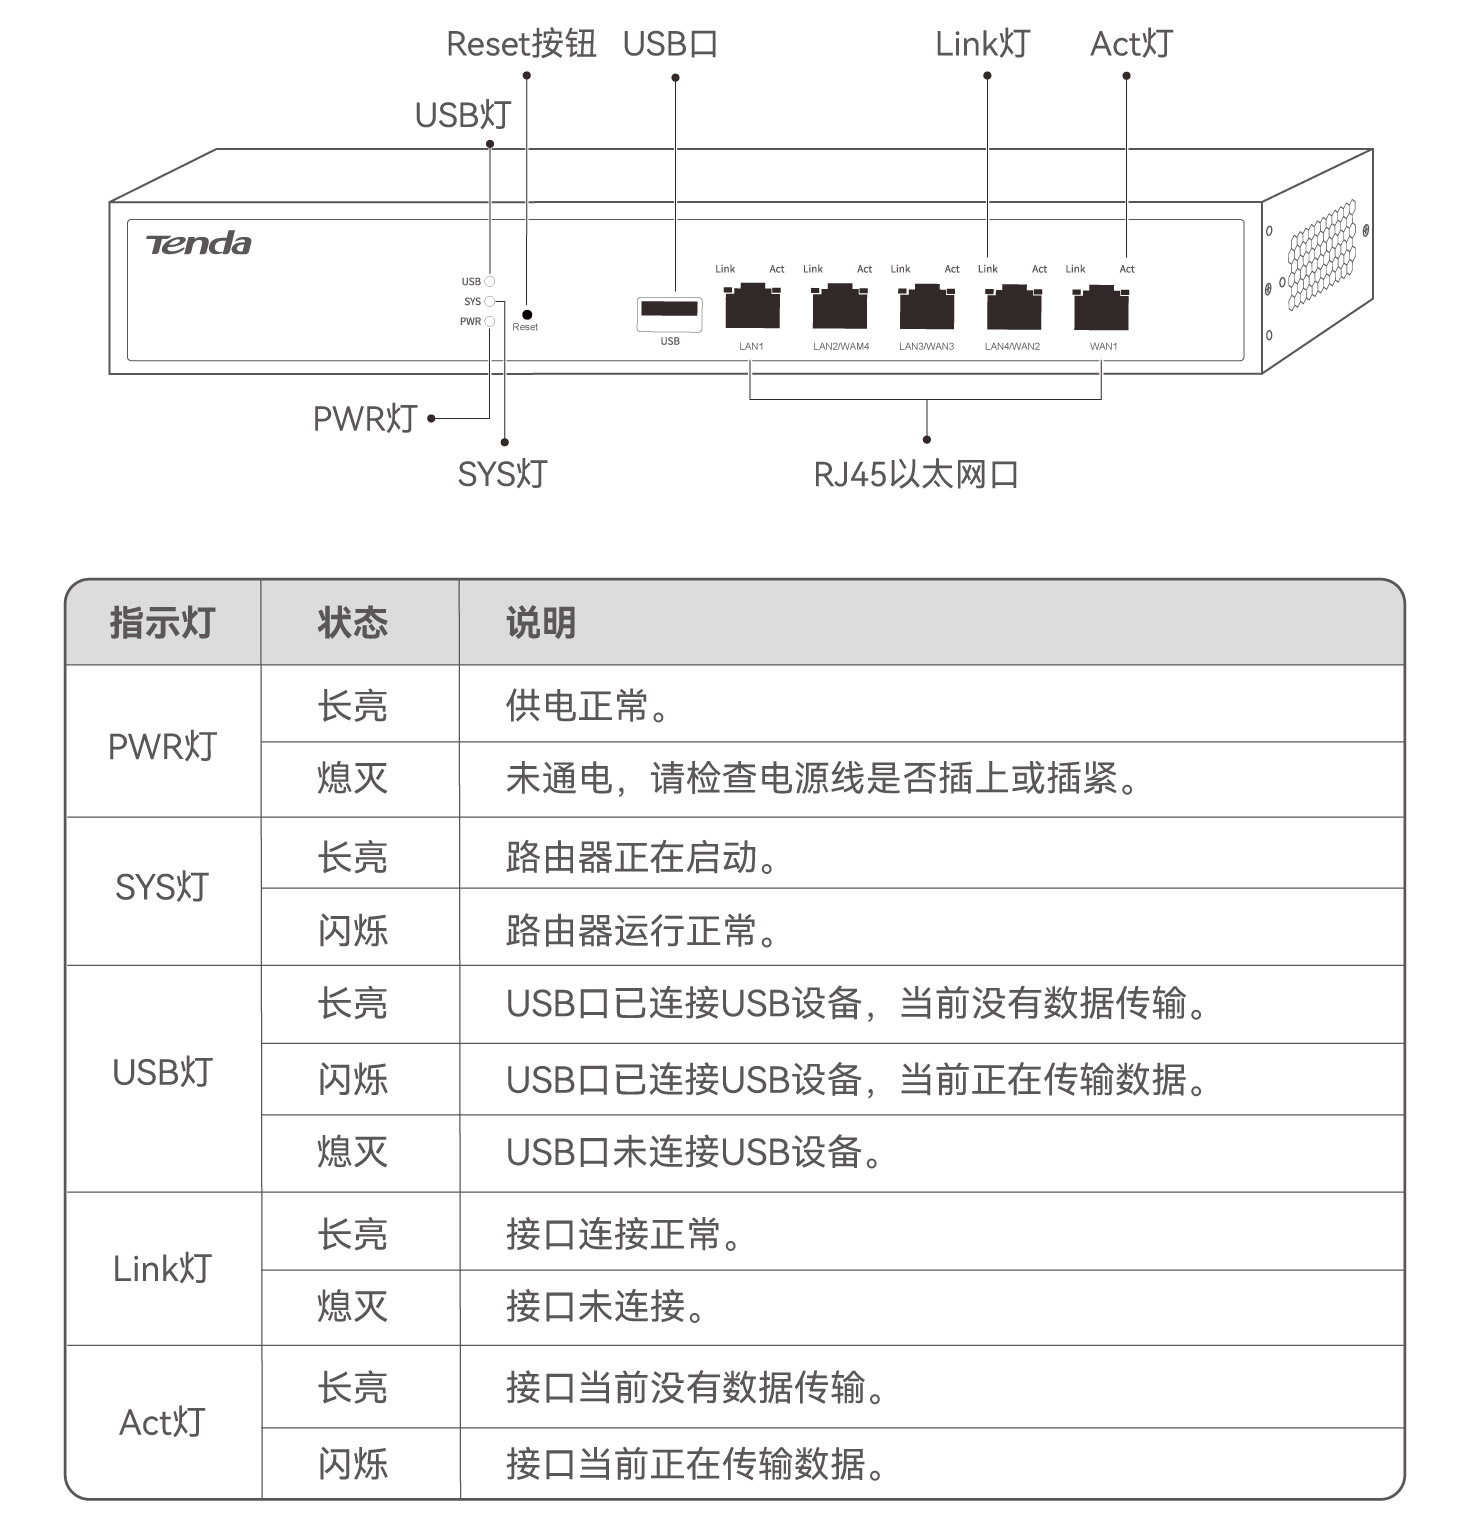 Reset按钮 USB口 Link灯 Act灯
USB灯
Tenda
Link Act Link Act Link Act Link Act Link Act
USB
SYS
PWR
Reset
USB
LAN1 LAN2/WAM4 LAN3/WAN3 LAN4/WAN2 WAN1
PWR灯
SYS灯
RJ45以太网口
指示灯 状态 说明
PWR灯
长亮 供电正常。
熄灭 未通电，请检查电源线是否插上或插紧。
SYS灯
长亮 路由器正在启动。
闪烁 路由器运行正常。
USB灯
长亮 USB口已连接USB设备，当前没有数据传输。
闪烁 USB口已连接USB设备，当前正在传输数据。
熄灭 USB口未连接USB设备。
Link灯
长亮 接口连接正常。
熄灭 接口未连接。
Act灯
长亮 接口当前没有数据传输。
闪烁 接口当前正在传输数据。